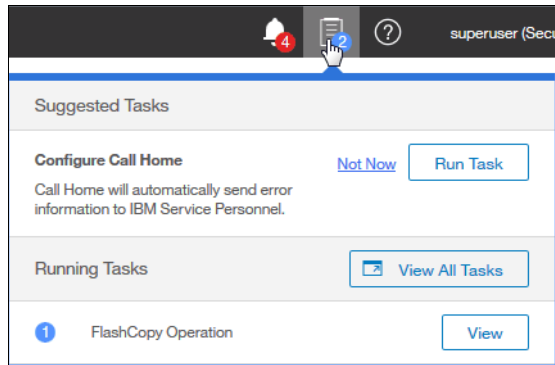 4
2
?
superuser (Secu
Suggested Tasks
Configure Call Home
Not Now
Run Task
Call Home will automatically send error
information to IBM Service Personnel.
Running Tasks
View All Tasks
1
FlashCopy Operation
View